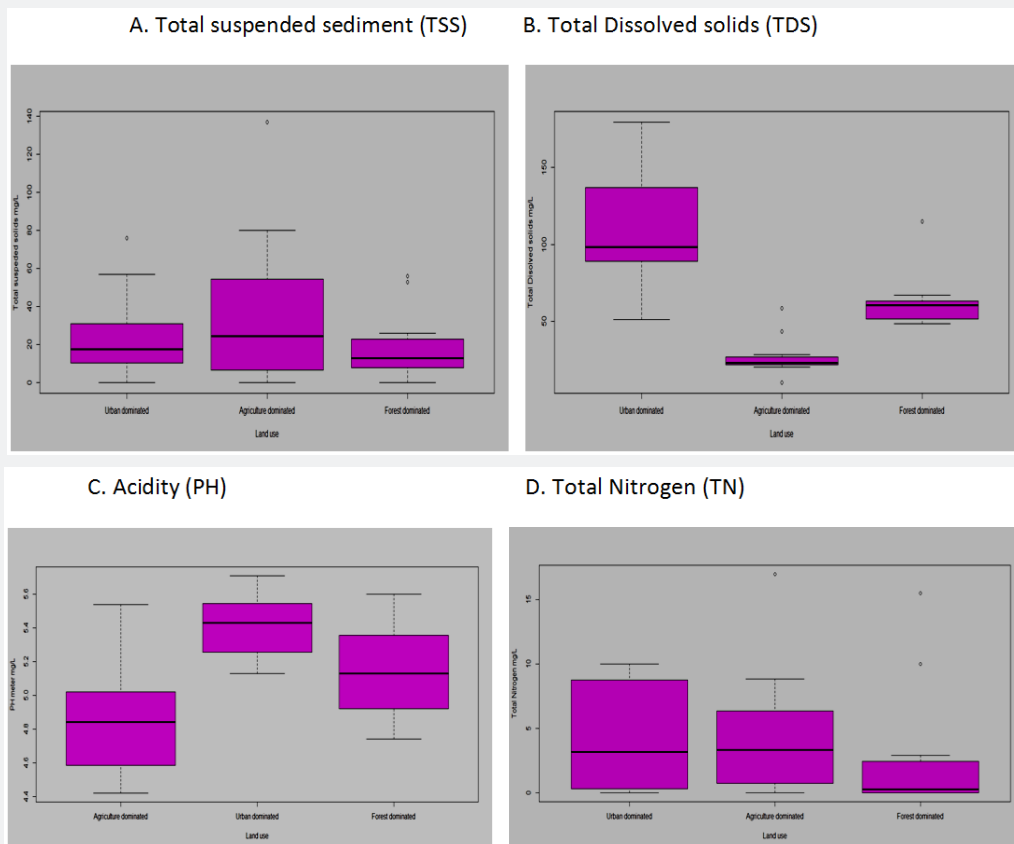 A. Total suspended sediment (TSS)
B. Total Dissolved solids (TDS)
Total suspeded solids mg/L
0 20 40 60 80 100 120 140
Urban dominated Agriculture dominated Forest dominated
Land use
Total Disolved solids mg/L
50 100 150
Urban dominated Agriculture dominated Forest dominated
Land use
C. Acidity (PH)
D. Total Nitrogen (TN)
PH meter mg/L
4.4 4.6 4.8 5.0 5.2 5.4 5.6
Agriculture dominated Urban dominated Forest dominated
Land use
Total Nitrogen mg/L
0 5 10 15
Urban dominated Agriculture dominated Forest dominated
Land use